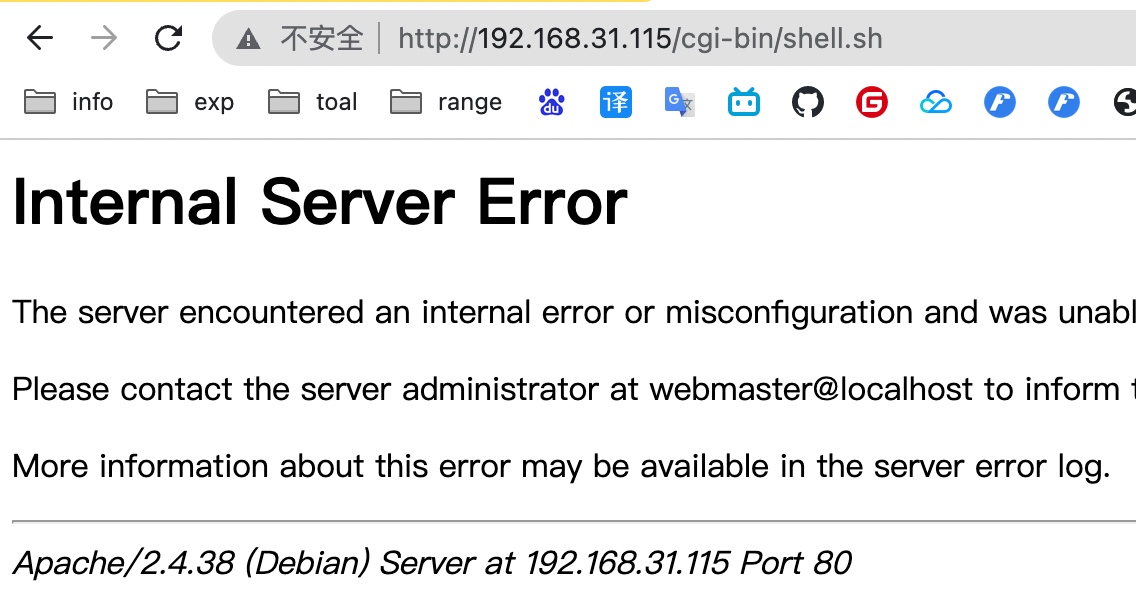 不安全 http://192.168.31.115/cgi-bin/shell.sh
info exp toal range du 译 G 文 G
Internal Server Error
The server encountered an internal error or misconfiguration and was
Please contact the server administrator at webmaster@localhost to inform
More information about this error may be available in the server error log.
Apache/2.4.38 (Debian) Server at 192.168.31.115 Port 80